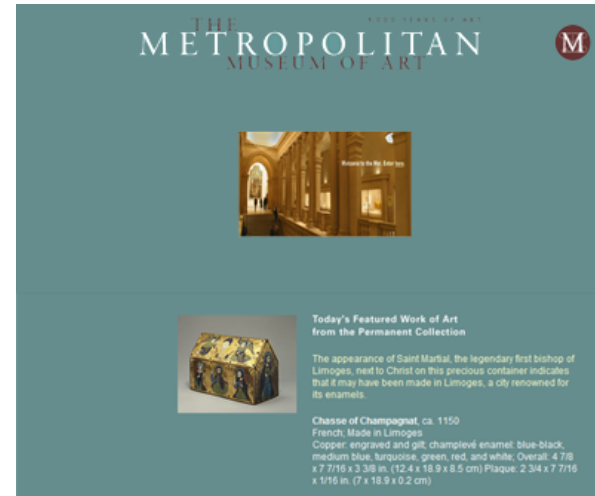 THE
5000 YEARS OF ART
METROPOLITAN
MUSEUM OF ART
M
Welcome to the Met. Enter here.
Today's Featured Work of Art
from the Permanent Collection
The appearance of Saint Martial, the legendary first bishop of
Limoges, next to Christ on this precious container indicates
that it may have been made in Limoges, a city renowned for
its enamels.
Chasse of Champagnat, ca. 1150
French; Made in Limoges
Copper: engraved and gilt; champlevé enamel: blue-black,
medium blue, turquoise, green, red, and white; Overall: 4 7/8
x 7 7/16 x 3 3/8 in. (12.4 x 18.9 x 8.5 cm) Plaque: 2 3/4 x 7 7/16
x 1/16 in. (7 x 18.9 x 0.2 cm)